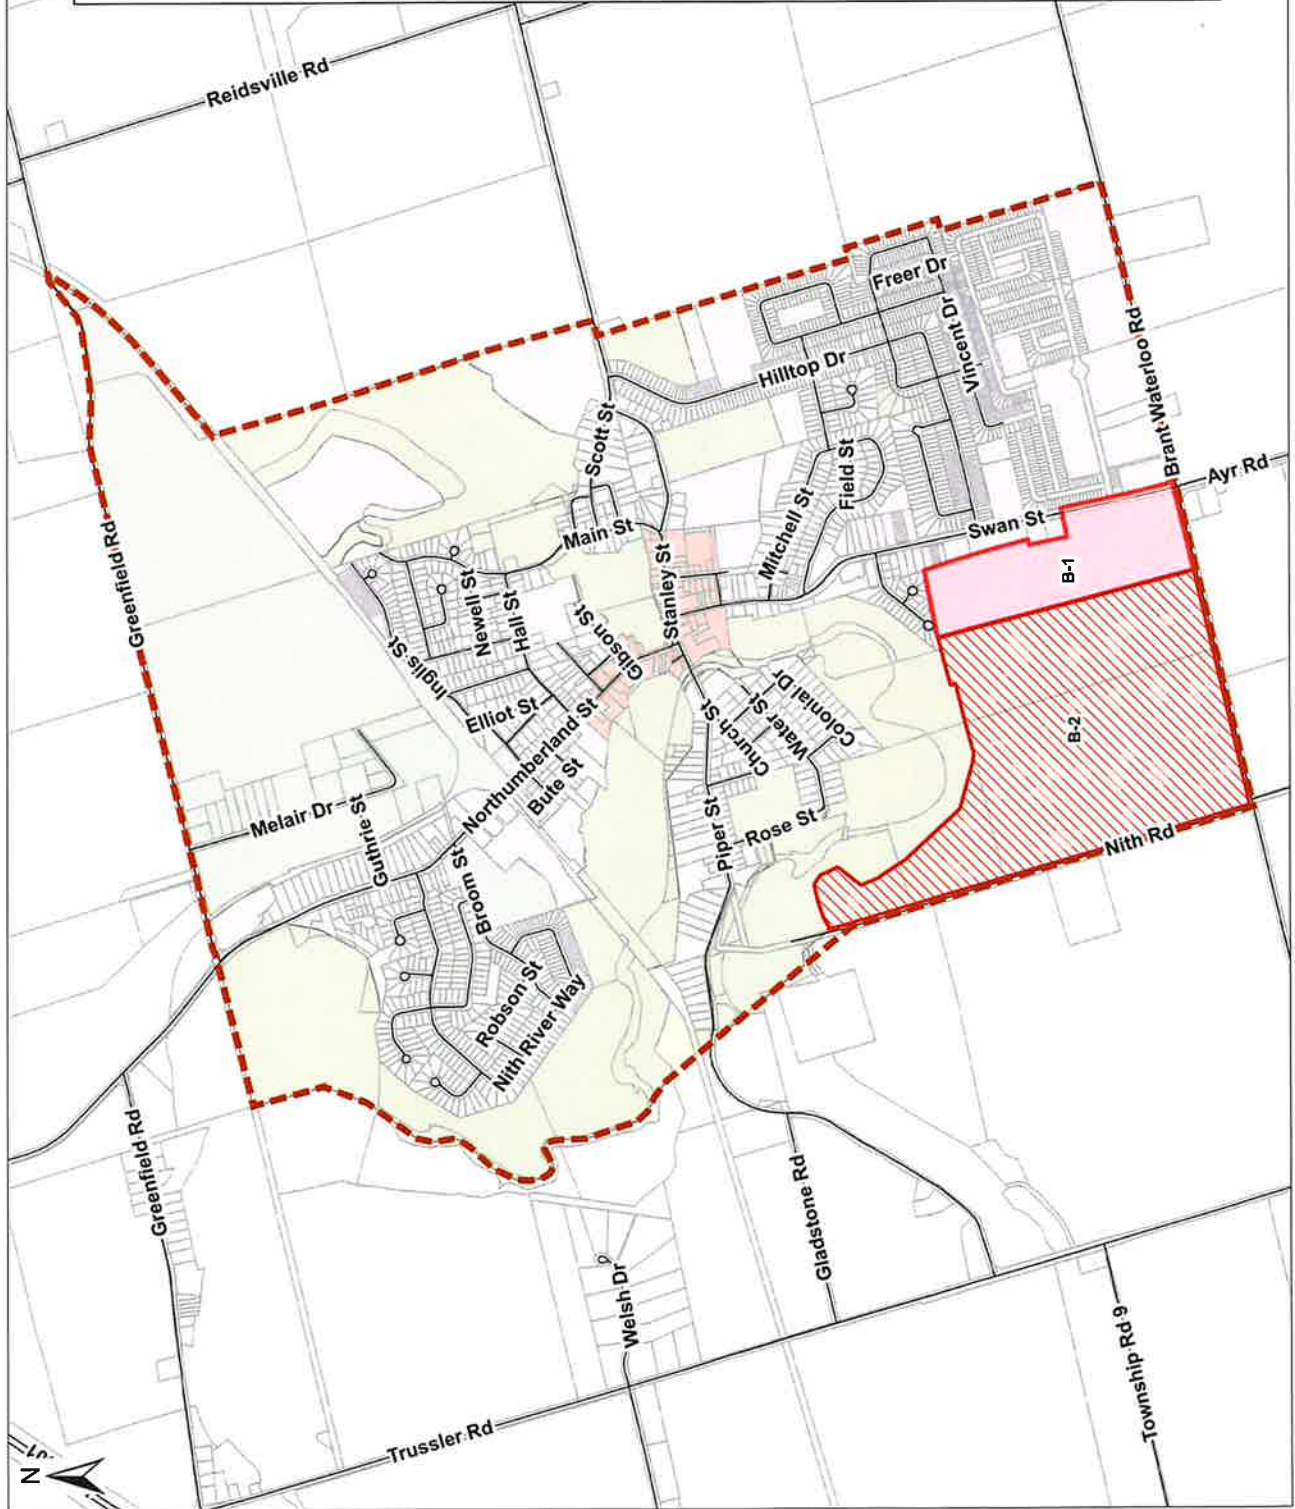 Reidsville Rd
Greenfield Rd
Freer Dr
Vincent Dr
Hilltop Dr
Brant Waterloo Rd
Scott St
Field St
Ayr Rd
Main St
Mitchell St
Swan St
Stanley St
B-1
Newell St
Hall St
Gibson St
Inglis St
Elliot St
Northumberland St
Church St
Water St
Colonial Dr
B-2
Melair Dr
Guthrie St
Bute St
Piper St
Rose St
Nith Rd
Broom St
Robson St
Nith River Way
Greenfield Rd
Gladstone Rd
Welsh Dr
Township Rd 9
Trussler Rd
N